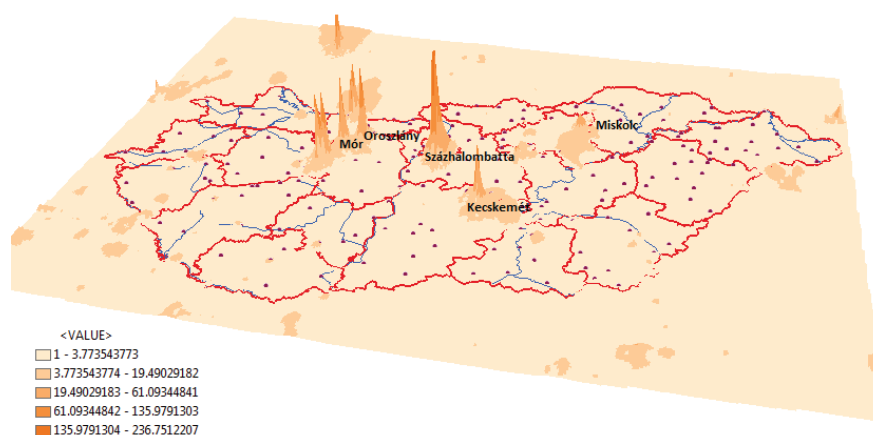 Miskolc
Oroszlány
Mór
Százhalombatta
Kecskemét
<VALUE>
1 - 3.773543773
3.773543774 - 19.49029182
19.49029183 - 61.09344841
61.09344842 - 135.9791303
135.9791304 - 236.7512207